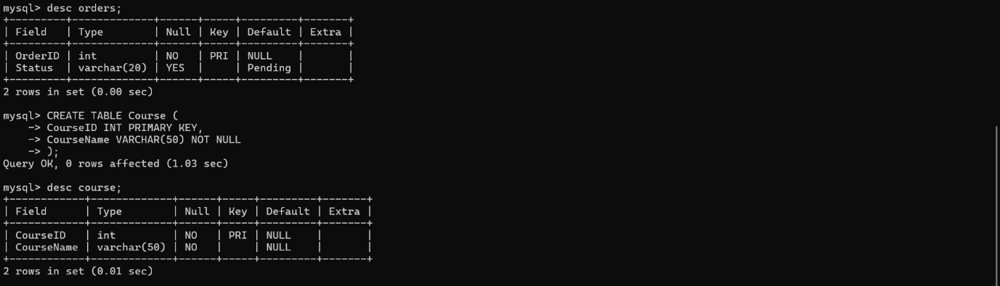 mysql> desc orders;
+---------+-------------+------+-----+---------+-------+
| Field   | Type        | Null | Key | Default | Extra |
+---------+-------------+------+-----+---------+-------+
| OrderID | int         | NO   | PRI | NULL    |       |
| Status  | varchar(20) | YES  |     | Pending |       |
+---------+-------------+------+-----+---------+-------+
2 rows in set (0.00 sec)
mysql> CREATE TABLE Course (
    -> CourseID INT PRIMARY KEY,
    -> CourseName VARCHAR(50) NOT NULL
    -> );
Query OK, 0 rows affected (1.03 sec)
mysql> desc course;
+------------+-------------+------+-----+---------+-------+
| Field      | Type        | Null | Key | Default | Extra |
+------------+-------------+------+-----+---------+-------+
| CourseID   | int         | NO   | PRI | NULL    |       |
| CourseName | varchar(50) | NO   |     | NULL    |       |
+------------+-------------+------+-----+---------+-------+
2 rows in set (0.01 sec)